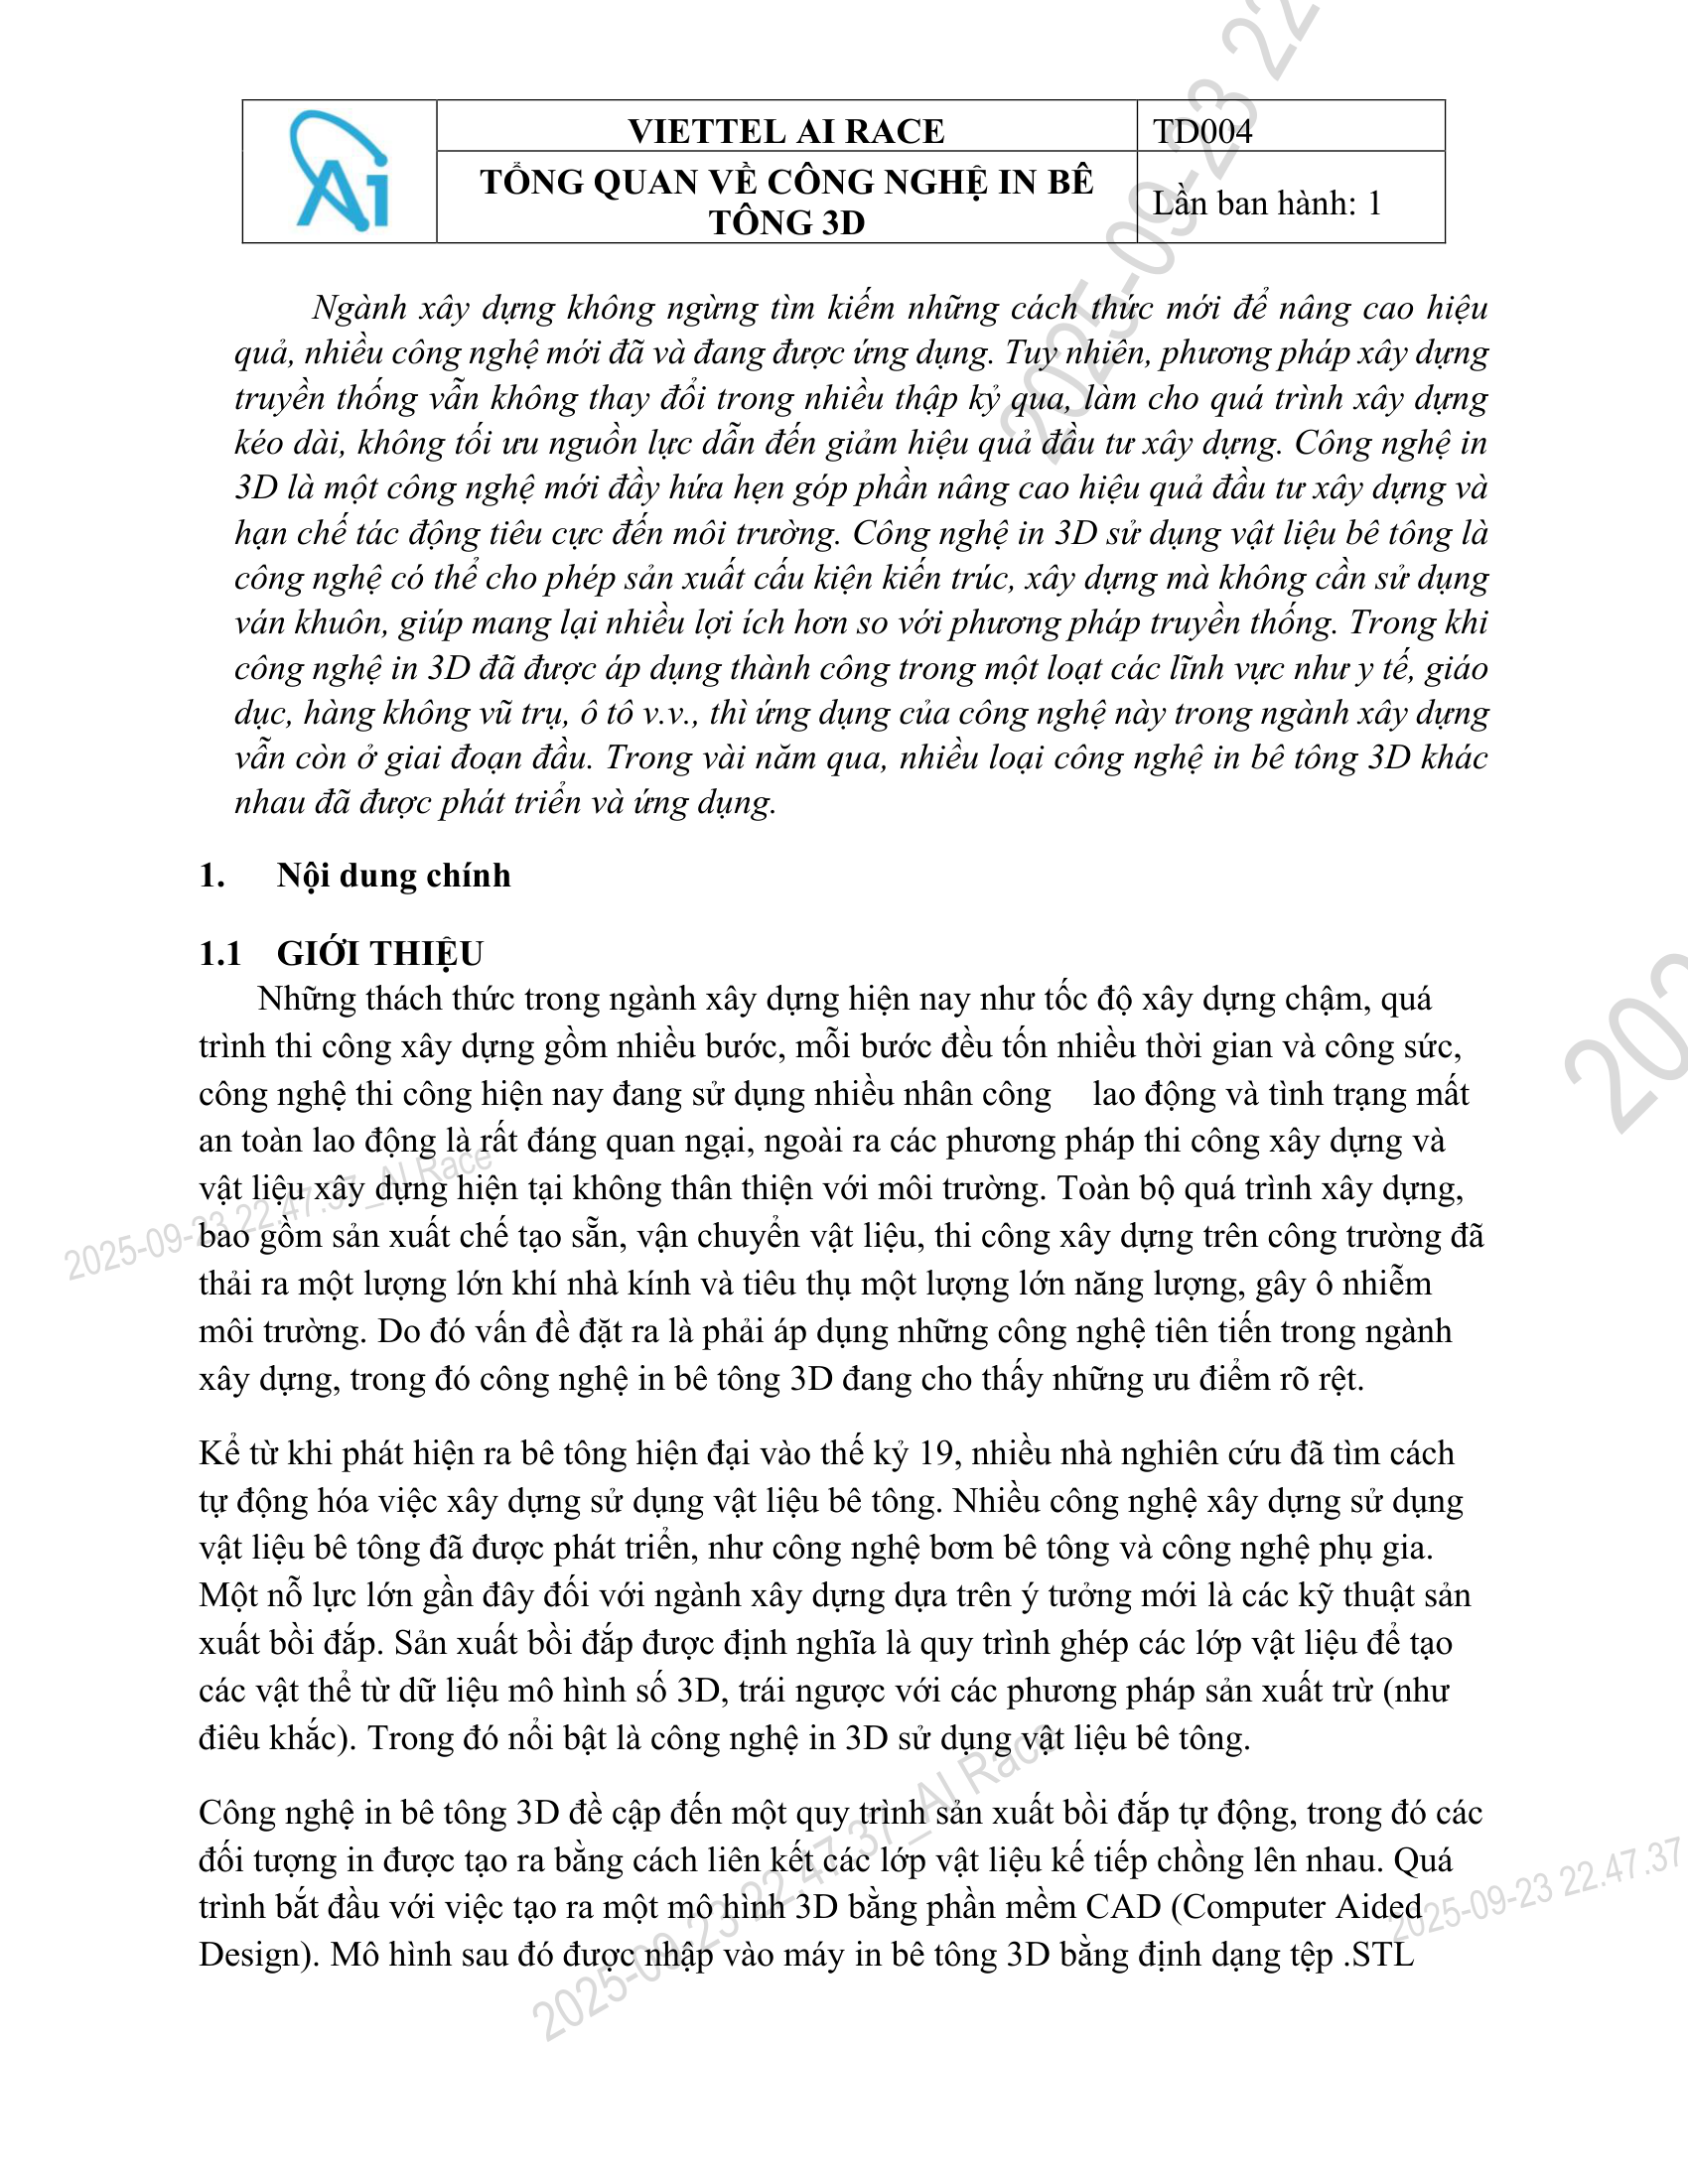 VIETTEL AI RACE
TD004
TỔNG QUAN VỀ CÔNG NGHỆ IN BÊ
TÔNG 3D
Lần ban hành: 1
Ai
Ngành xây dựng không ngừng tìm kiếm những cách thức mới để nâng cao hiệu
quả, nhiều công nghệ mới đã và đang được ứng dụng. Tuy nhiên, phương pháp xây dựng
truyền thống vẫn không thay đổi trong nhiều thập kỷ qua, làm cho quá trình xây dựng
kéo dài, không tối ưu nguồn lực dẫn đến giảm hiệu quả đầu tư xây dựng. Công nghệ in
3D là một công nghệ mới đầy hứa hẹn góp phần nâng cao hiệu quả đầu tư xây dựng và
hạn chế tác động tiêu cực đến môi trường. Công nghệ in 3D sử dụng vật liệu bê tông là
công nghệ có thể cho phép sản xuất cấu kiện kiến trúc, xây dựng mà không cần sử dụng
ván khuôn, giúp mang lại nhiều lợi ích hơn so với phương pháp truyền thống. Trong khi
công nghệ in 3D đã được áp dụng thành công trong một loạt các lĩnh vực như y tế, giáo
dục, hàng không vũ trụ, ô tô v.v., thì ứng dụng của công nghệ này trong ngành xây dựng
vẫn còn ở giai đoạn đầu. Trong vài năm qua, nhiều loại công nghệ in bê tông 3D khác
nhau đã được phát triển và ứng dụng.
1. Nội dung chính
1.1 GIỚI THIỆU
Những thách thức trong ngành xây dựng hiện nay như tốc độ xây dựng chậm, quá
trình thi công xây dựng gồm nhiều bước, mỗi bước đều tốn nhiều thời gian và công sức,
công nghệ thi công hiện nay đang sử dụng nhiều nhân công lao động và tình trạng mất
an toàn lao động là rất đáng quan ngại, ngoài ra các phương pháp thi công xây dựng và
vật liệu xây dựng hiện tại không thân thiện với môi trường. Toàn bộ quá trình xây dựng,
bao gồm sản xuất chế tạo sẵn, vận chuyển vật liệu, thi công xây dựng trên công trường đã
thải ra một lượng lớn khí nhà kính và tiêu thụ một lượng lớn năng lượng, gây ô nhiễm
môi trường. Do đó vấn đề đặt ra là phải áp dụng những công nghệ tiên tiến trong ngành
xây dựng, trong đó công nghệ in bê tông 3D đang cho thấy những ưu điểm rõ rệt.
Kể từ khi phát hiện ra bê tông hiện đại vào thế kỷ 19, nhiều nhà nghiên cứu đã tìm cách
tự động hóa việc xây dựng sử dụng vật liệu bê tông. Nhiều công nghệ xây dựng sử dụng
vật liệu bê tông đã được phát triển, như công nghệ bơm bê tông và công nghệ phụ gia.
Một nỗ lực lớn gần đây đối với ngành xây dựng dựa trên ý tưởng mới là các kỹ thuật sản
xuất bồi đắp. Sản xuất bồi đắp được định nghĩa là quy trình ghép các lớp vật liệu để tạo
các vật thể từ dữ liệu mô hình số 3D, trái ngược với các phương pháp sản xuất trừ (như
điêu khắc). Trong đó nổi bật là công nghệ in 3D sử dụng vật liệu bê tông.
Công nghệ in bê tông 3D đề cập đến một quy trình sản xuất bồi đắp tự động, trong đó các
đối tượng in được tạo ra bằng cách liên kết các lớp vật liệu kế tiếp chồng lên nhau. Quá
trình bắt đầu với việc tạo ra một mô hình 3D bằng phần mềm CAD (Computer Aided
Design). Mô hình sau đó được nhập vào máy in bê tông 3D bằng định dạng tệp .STL
2025-09-23 22
202
2025-09-23 22.47.37_AI Race
2025-09-23 22.47.37_AI Race
2025-09-23 22.47.37